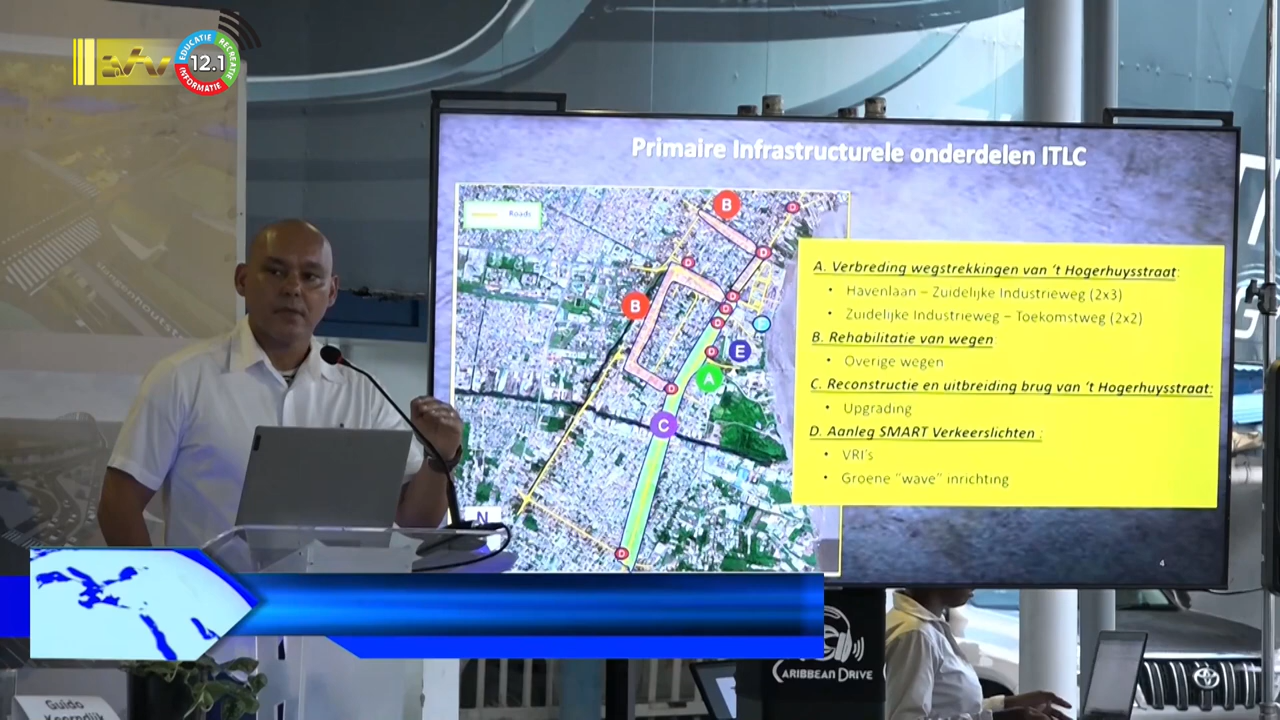 EDUCATIE
RECREATIE
INFORMATIE
12.1
Primaire Infrastructurele onderdelen ITLC
Roads
B
D
D
D
B
D
D
D
E
D
A
D
C
D
N
A. Verbreding wegstrekkingen van ‘t Hogerhuysstraat:
• Havenlaan – Zuidelijke Industrieweg (2x3)
• Zuidelijke Industrieweg – Toekomstweg (2x2)
B. Rehabilitatie van wegen:
• Overige wegen
C. Reconstructie en uitbreiding brug van ‘t Hogerhuysstraat:
• Upgrading
D. Aanleg SMART Verkeerslichten :
• VRI’s
• Groene “wave” inrichting
4
CARIBBEAN DRIVE
Guido